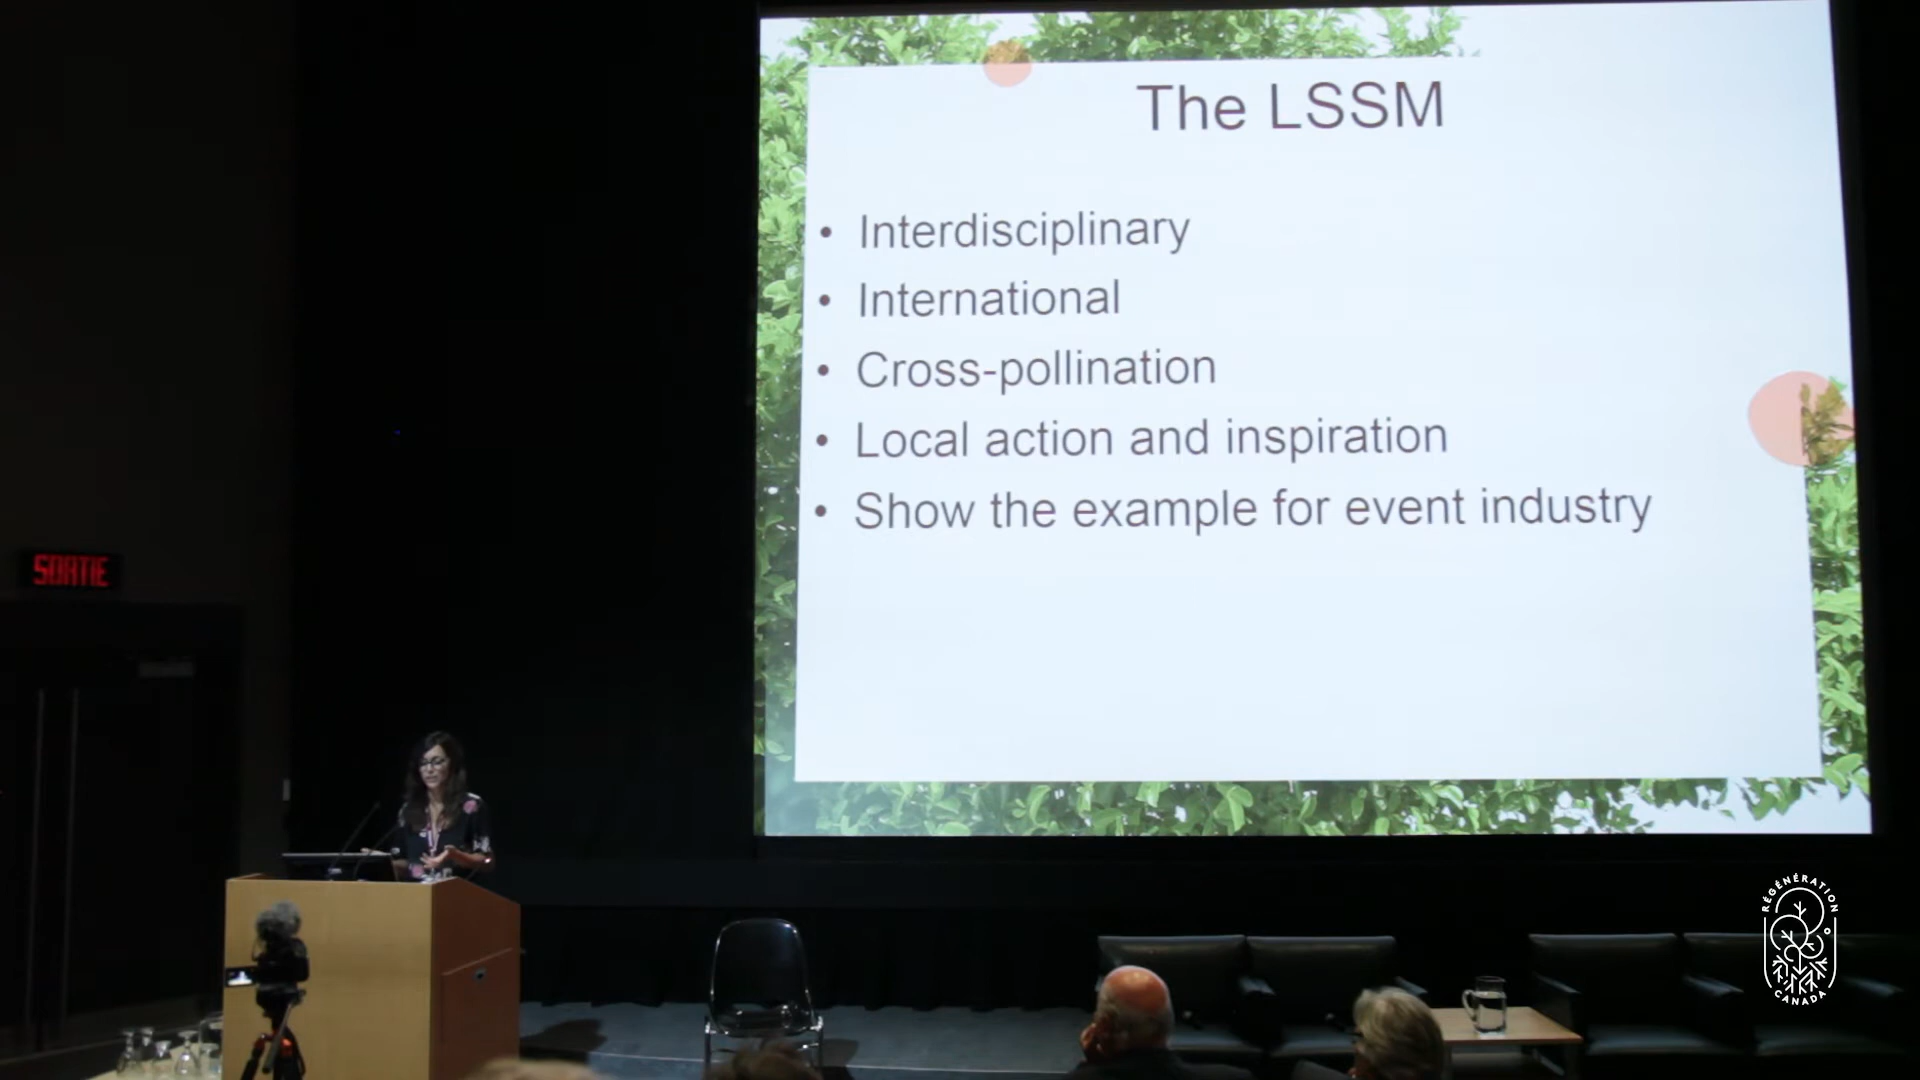 The LSSM
• Interdisciplinary
• International
• Cross-pollination
• Local action and inspiration
• Show the example for event industry
SORTIE
RÉGÉNÉRATION
CANADA